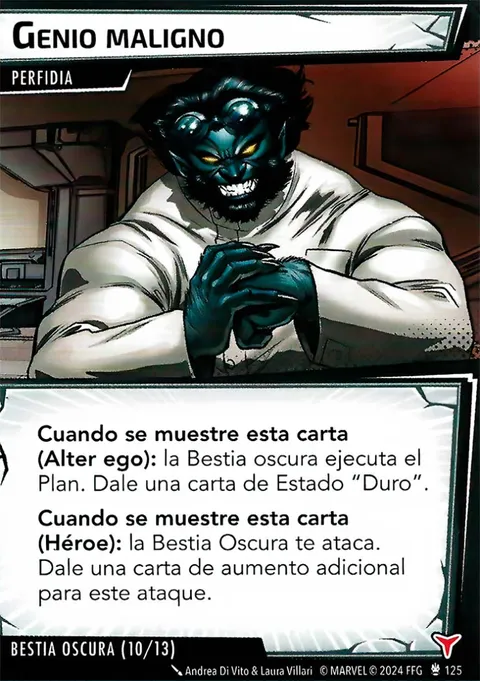 Genio maligno
PERFIDIA
Cuando se muestre esta carta
(Alter ego): la Bestia oscura ejecuta el
Plan. Dale una carta de Estado “Duro”.
Cuando se muestre esta carta
(Héroe): la Bestia Oscura te ataca.
Dale una carta de aumento adicional
para este ataque.
BESTIA OSCURA (10/13)
Andrea Di Vito & Laura Villari © MARVEL © 2024 FFG 125